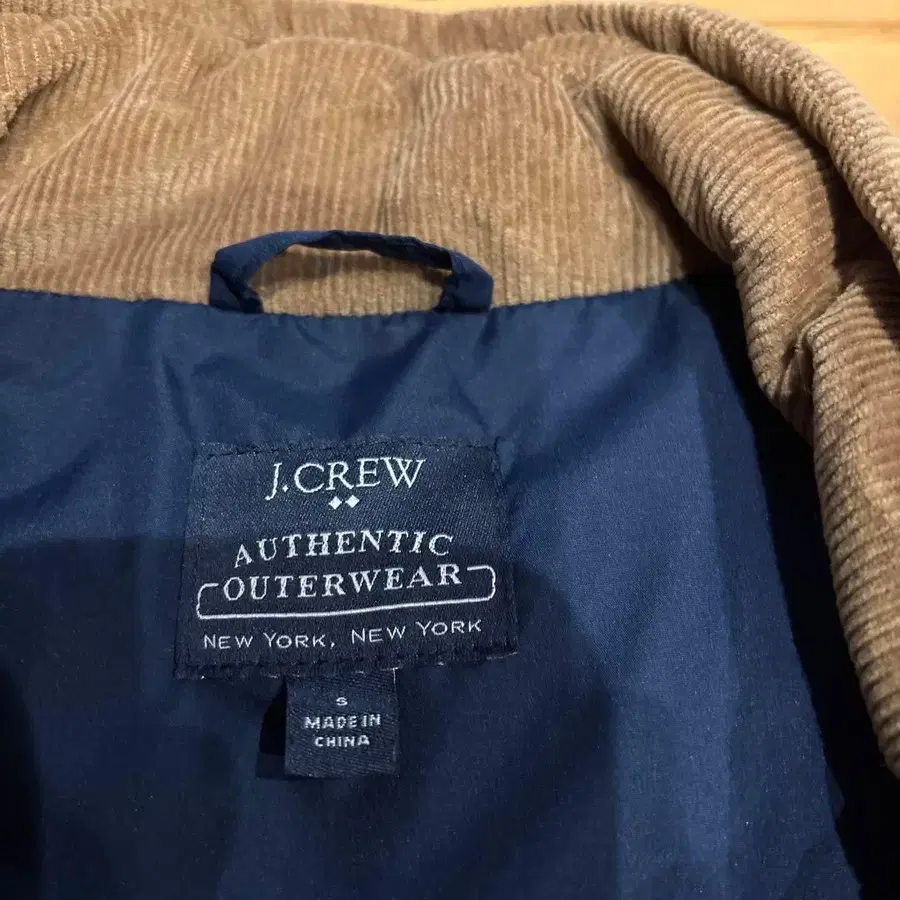 J.CREW
AUTHENTIC
OUTERWEAR
NEW YORK, NEW YORK
S
MADE IN
CHINA